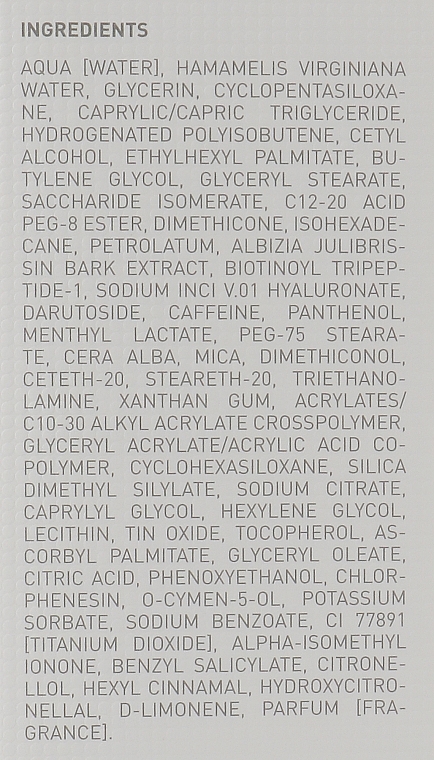 INGREDIENTS
AQUA [WATER], HAMAMELIS VIRGINIANA
WATER, GLYCERIN, CYCLOPENTASILOXA-
NE, CAPRYLIC/CAPRIC TRIGLYCERIDE,
HYDROGENATED POLYISOBUTENE, CETYL
ALCOHOL, ETHYLHEXYL PALMITATE, BU-
TYLENE GLYCOL, GLYCERYL STEARATE,
SACCHARIDE ISOMERATE, C12-20 ACID
PEG-8 ESTER, DIMETHICONE, ISOHEXADE-
CANE, PETROLATUM, ALBIZIA JULIBRIS-
SIN BARK EXTRACT, BIOTINOYL TRIPEP-
TIDE-1, SODIUM INCI V.01 HYALURONATE,
DARUTOSIDE, CAFFEINE, PANTHENOL,
MENTHYL LACTATE, PEG-75 STEARA-
TE, CERA ALBA, MICA, DIMETHICONOL,
CETETH-20, STEARETH-20, TRIETHANO-
LAMINE, XANTHAN GUM, ACRYLATES/
C10-30 ALKYL ACRYLATE CROSSPOLYMER,
GLYCERYL ACRYLATE/ACRYLIC ACID CO-
POLYMER, CYCLOHEXASILOXANE, SILICA
DIMETHYL SILYLATE, SODIUM CITRATE,
CAPRYLYL GLYCOL, HEXYLENE GLYCOL,
LECITHIN, TIN OXIDE, TOCOPHEROL, AS-
CORBYL PALMITATE, GLYCERYL OLEATE,
CITRIC ACID, PHENOXYETHANOL, CHLOR-
PHENESIN, O-CYMEN-5-OL, POTASSIUM
SORBATE, SODIUM BENZOATE, CI 77891
[TITANIUM DIOXIDE], ALPHA-ISOMETHYL
IONONE, BENZYL SALICYLATE, CITRONE-
LLOL, HEXYL CINNAMAL, HYDROXYCITRO-
NELLAL, D-LIMONENE, PARFUM [FRA-
GRANCE].